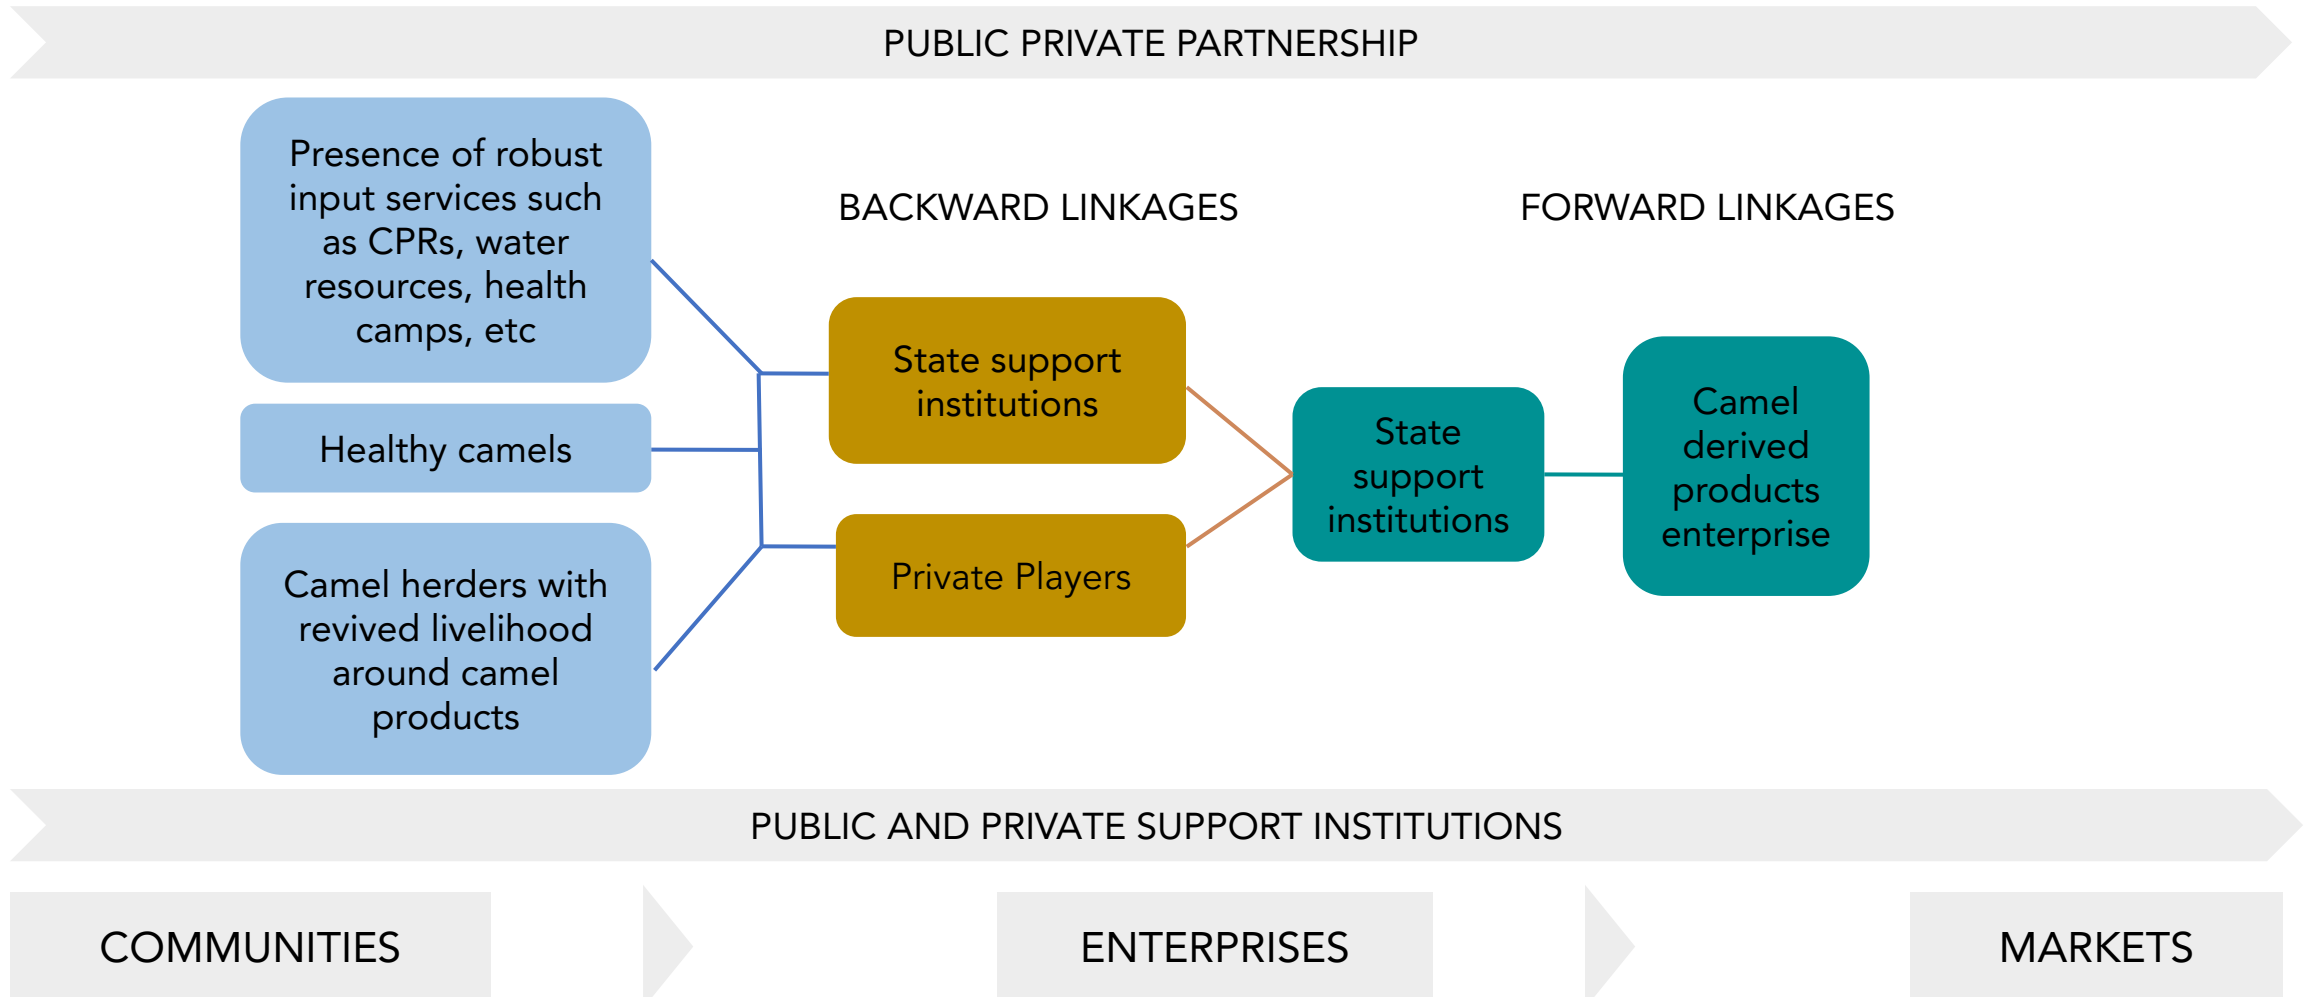 PUBLIC PRIVATE PARTNERSHIP
Presence of robust
input services such
as CPRs, water
resources, health
camps, etc
Healthy camels
Camel herders with
revived livelihood
around camel
products
BACKWARD LINKAGES
State support
institutions
Private Players
FORWARD LINKAGES
State
support
institutions
Camel
derived
products
enterprise
PUBLIC AND PRIVATE SUPPORT INSTITUTIONS
COMMUNITIES
ENTERPRISES
MARKETS